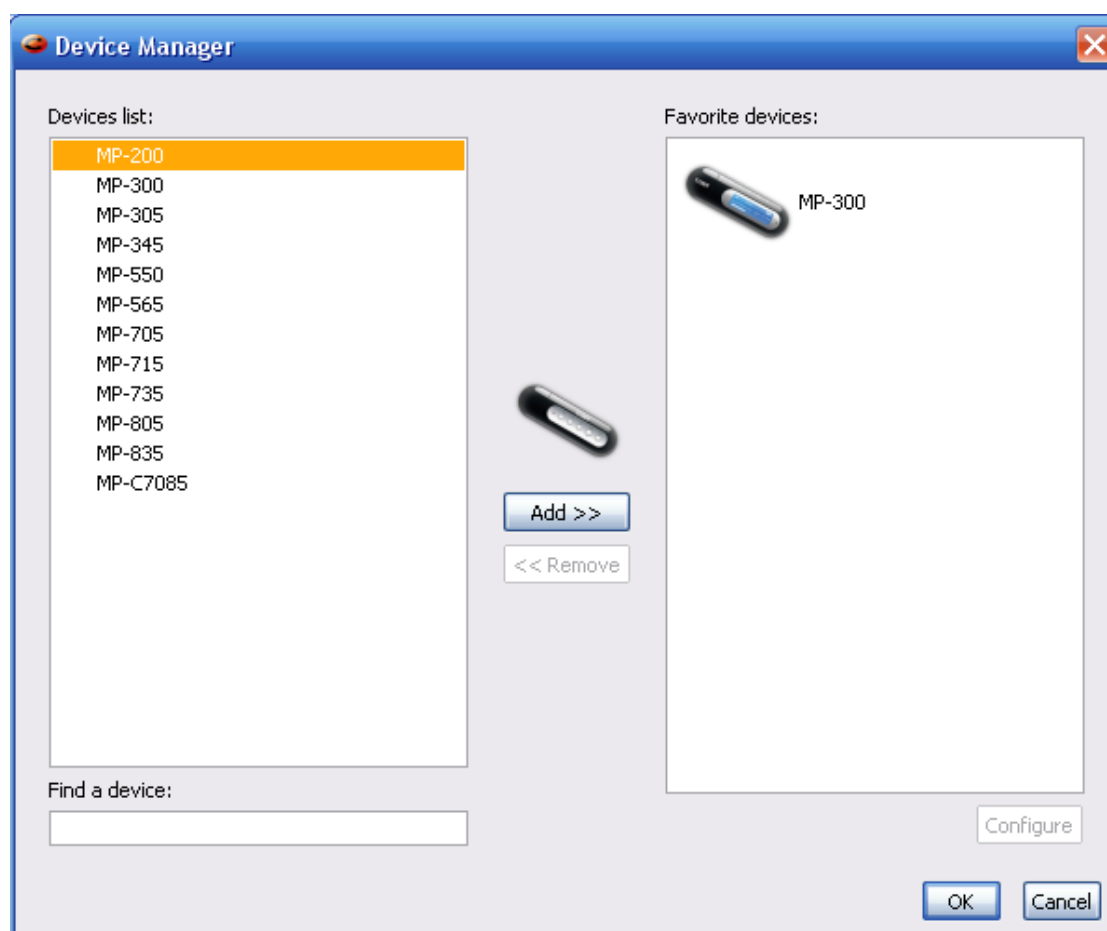 Device Manager
Devices list:
MP-200
MP-300
MP-305
MP-345
MP-550
MP-565
MP-705
MP-715
MP-735
MP-805
MP-835
MP-C7085
Find a device:
Add >>
<< Remove
Favorite devices:
MP-300
Configure
OK
Cancel